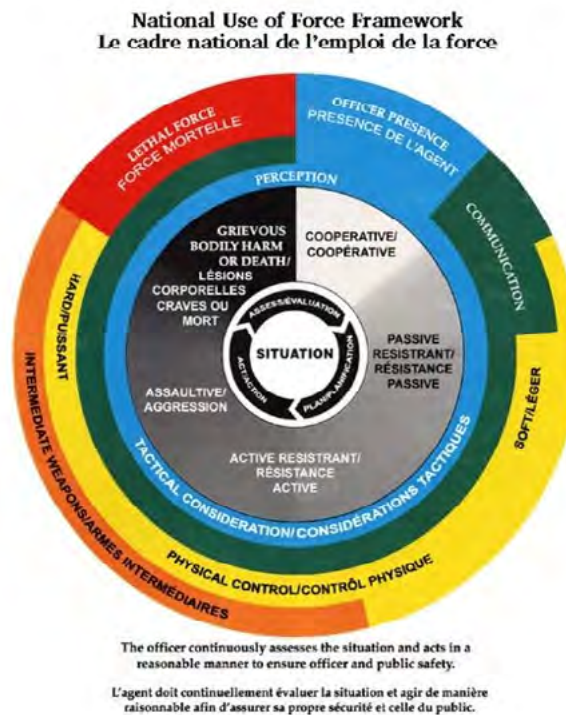 National Use of Force Framework
Le cadre national de l'emploi de la force
LETHAL FORCE
FORCE MORTELLE
OFFICER PRESENCE
PRESENCE DE L'AGENT
PERCEPTION
COMMUNICATION
GRIEVOUS
BODILY HARM
OR DEATH/
LÉSIONS
CORPORELLES
CRAVES OU
MORT
COOPERATIVE/
COOPÉRATIVE
ASSESS/ÉVALUATION
SITUATION
PLAN/PLANIFICATION
ACT/ACTION
PASSIVE
RESISTRANT/
RÉSISTANCE
PASSIVE
ASSAULTIVE/
AGGRESSION
ACTIVE RESISTRANT/
RÉSISTANCE
ACTIVE
HARD/PUISSANT
SOFT/LÉGER
TACTICAL CONSIDERATION/CONSIDÉRATIONS TACTIQUES
PHYSICAL CONTROL/CONTRÔL PHYSIQUE
INTERMEDIATE WEAPONS/ARMES INTERMÉDIAIRES
The officer continuously assesses the situation and acts in a
reasonable manner to ensure officer and public safety.
L'agent doit continuellement évaluer la situation et agir de manière
raisonnable afin d'assurer sa propre sécurité et celle du public.